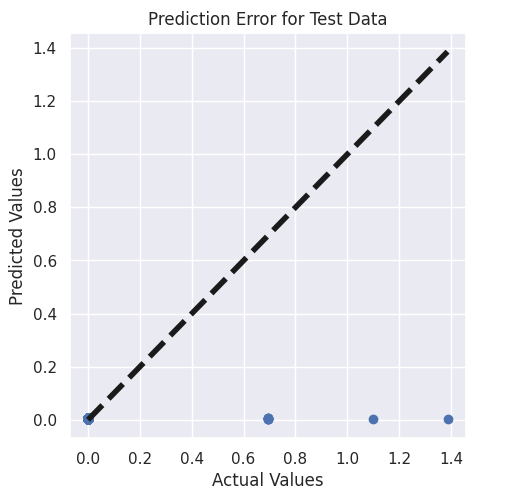 Prediction Error for Test Data
1.4
1.2
1.0
0.8
0.6
0.4
0.2
0.0
Predicted Values
0.0 0.2 0.4 0.6 0.8 1.0 1.2 1.4
Actual Values